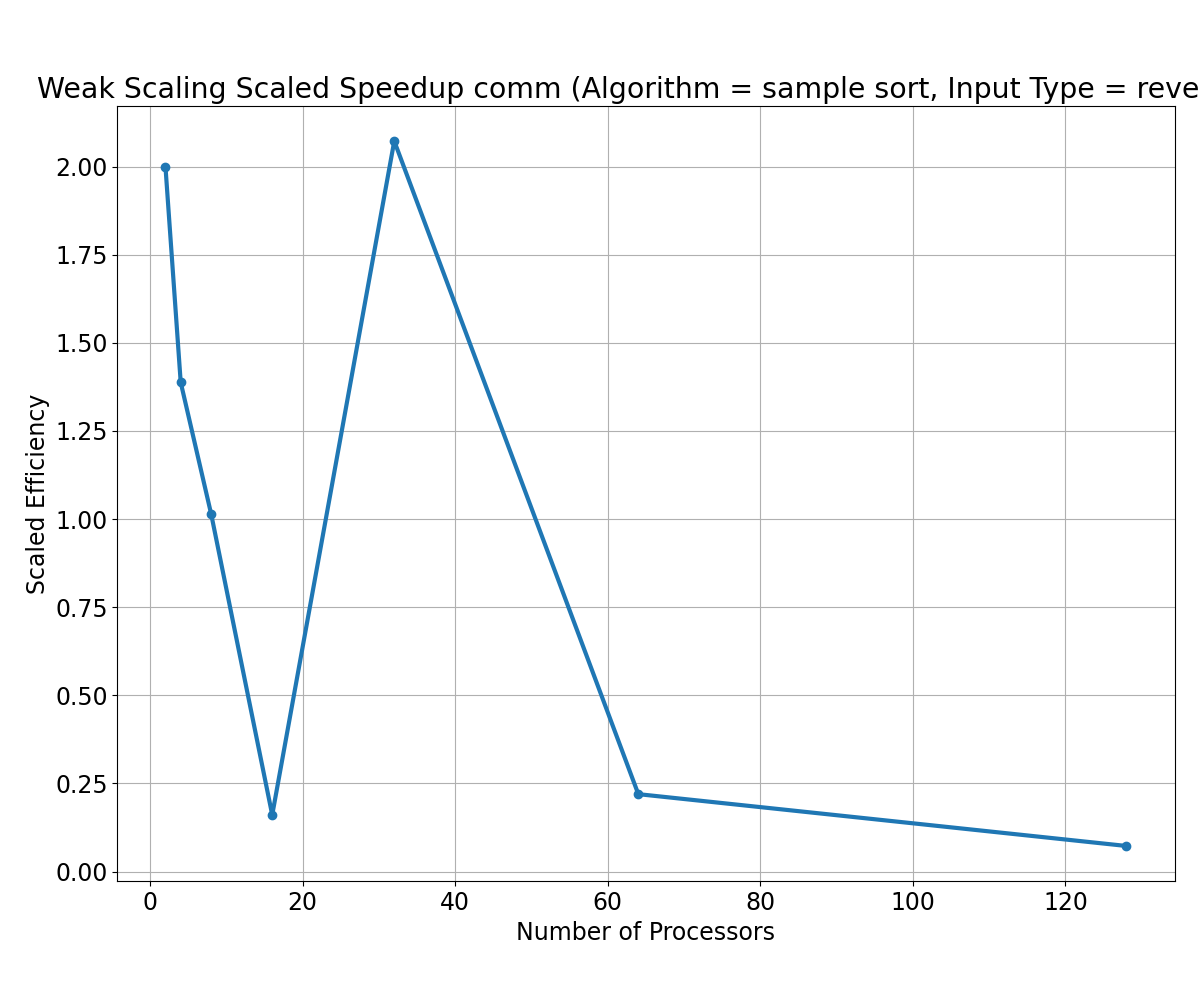 Weak Scaling Scaled Speedup comm (Algorithm = sample sort, Input Type = reve
2.00
1.75
1.50
1.25
1.00
0.75
0.50
0.25
0.00
Scaled Efficiency
0 20 40 60 80 100 120
Number of Processors